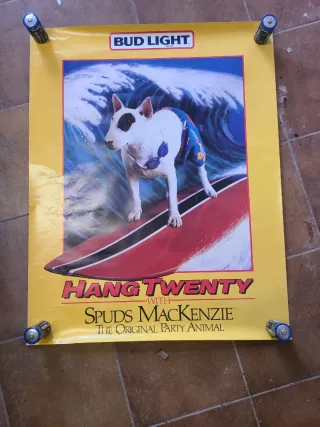 BUD LIGHT
HANG TWENTY
WITH
SPUDS MACKENZIE
THE ORIGINAL PARTY ANIMAL